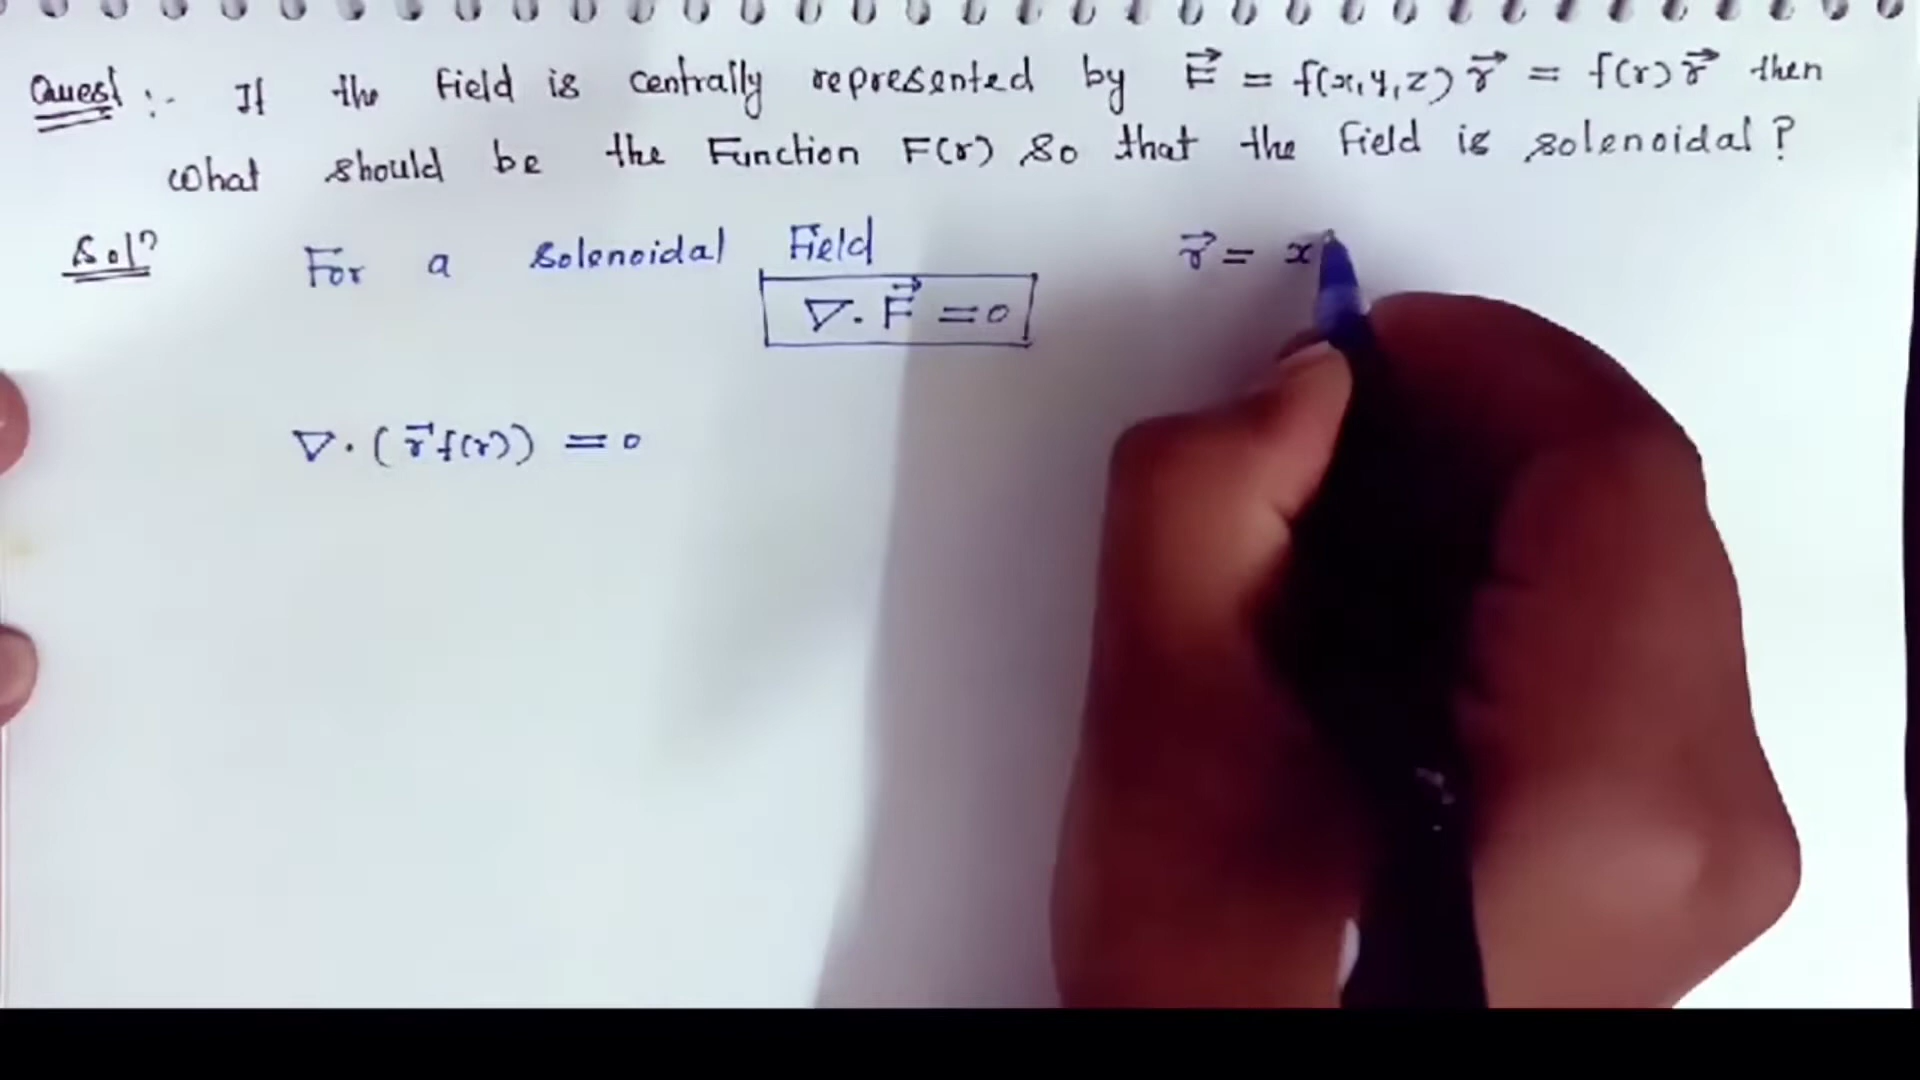 Quest :- If the field is centrally represented by F⃗ = f(x,y,z) r⃗ = f(r) r⃗ then
what should be the Function F(r) so that the field is solenoidal ?
Solⁿ For a solenoidal Field r⃗ = x
∇. F⃗ = 0
∇. ( r⃗ f(r)) = 0